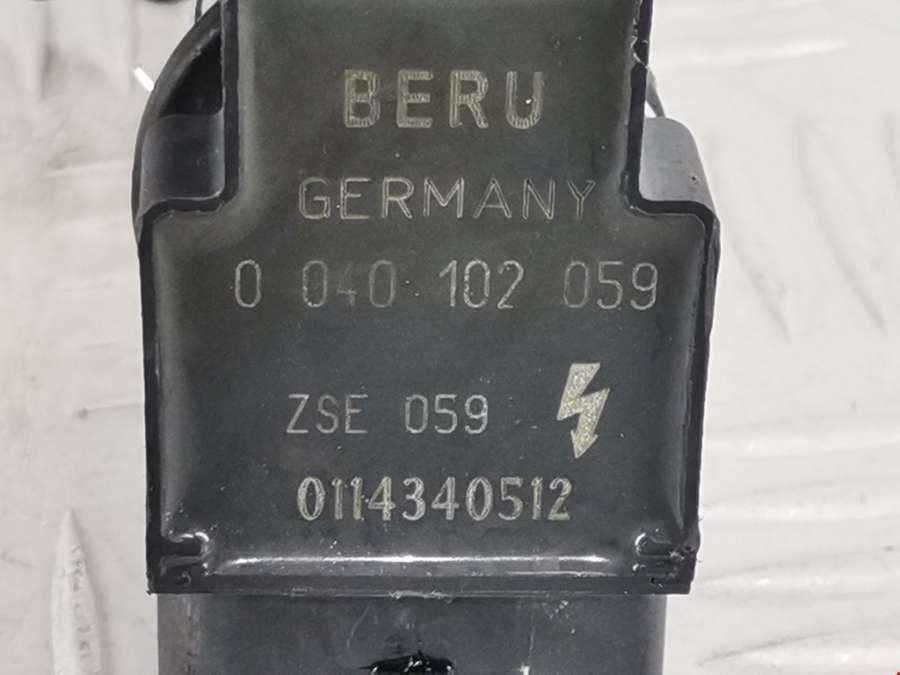 BERU
GERMANY
0 040 102 059
ZSE 059
0114340512